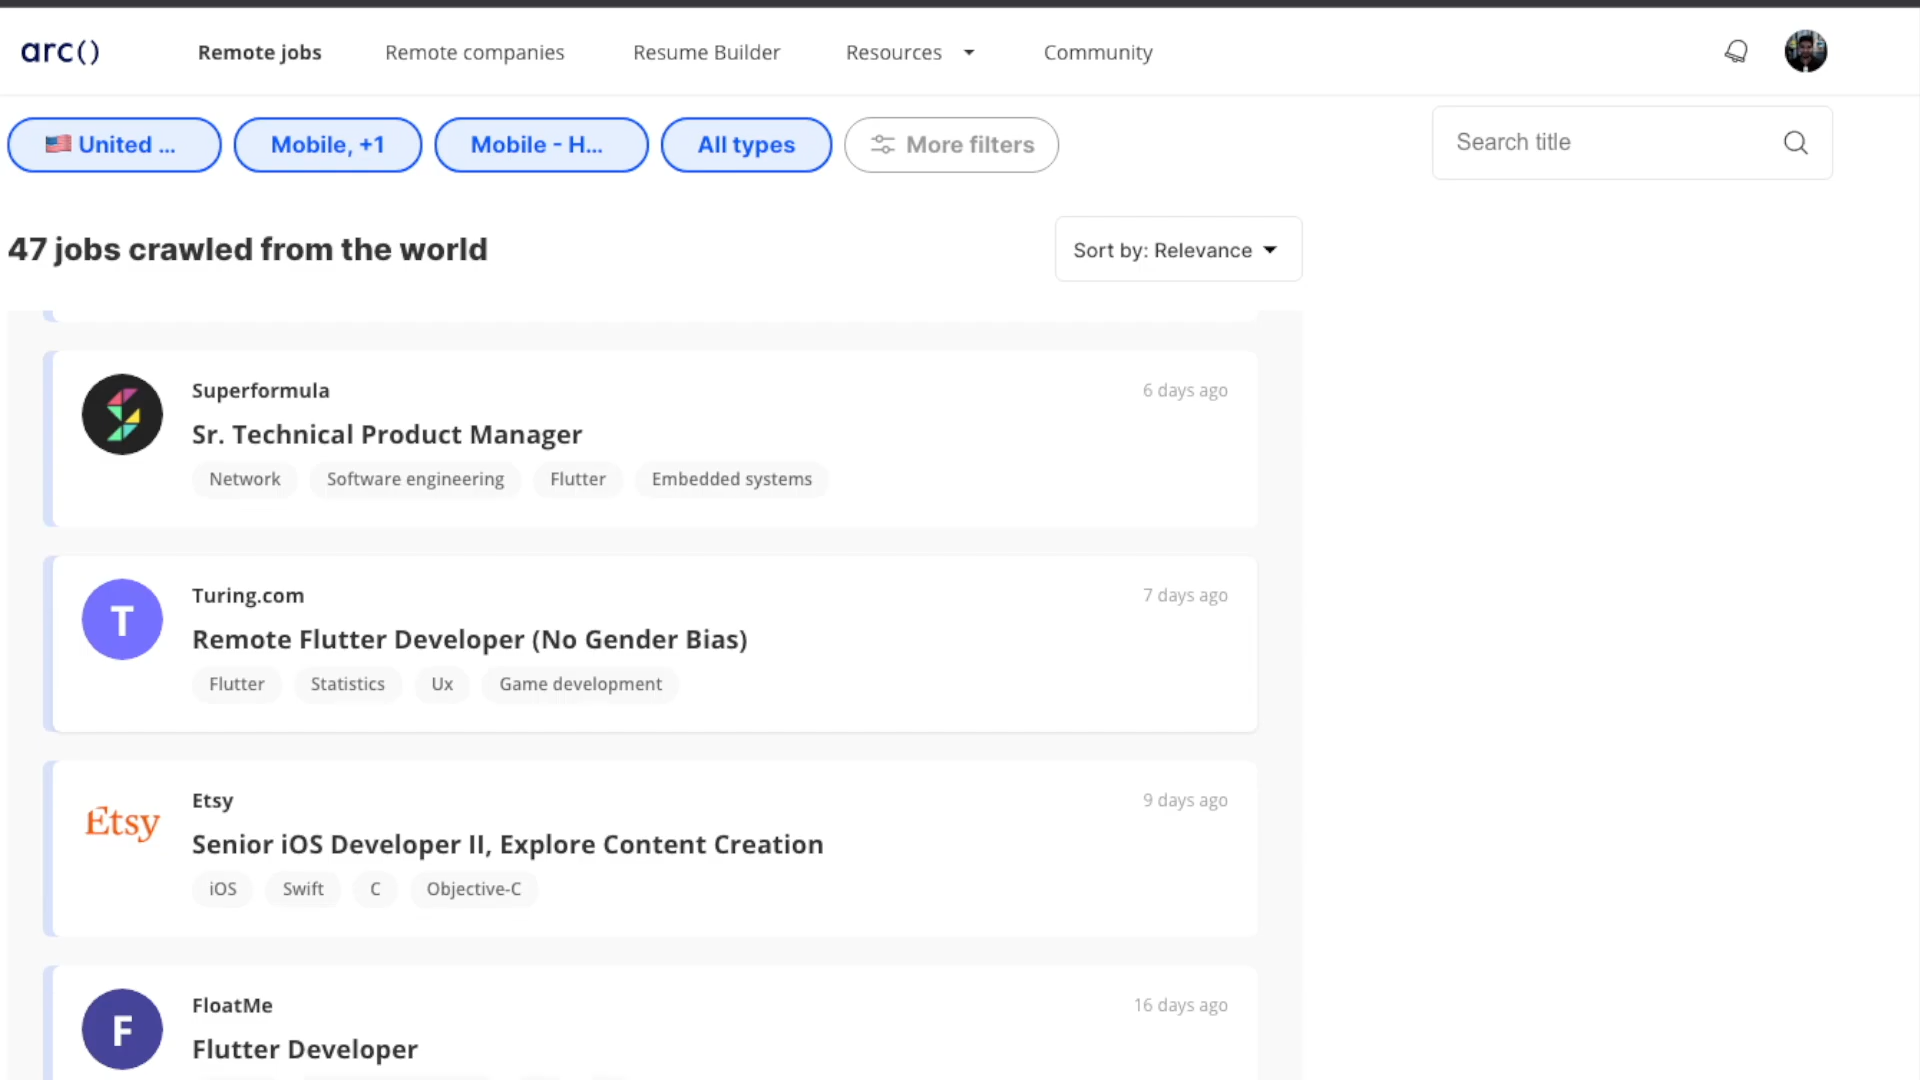 arc() Remote jobs Remote companies Resume Builder Resources Community
United ... Mobile, +1 Mobile - H... All types More filters Search title
47 jobs crawled from the world Sort by: Relevance
Superformula 6 days ago
Sr. Technical Product Manager
Network Software engineering Flutter Embedded systems
T
Turing.com 7 days ago
Remote Flutter Developer (No Gender Bias)
Flutter Statistics Ux Game development
Etsy
Etsy 9 days ago
Senior iOS Developer II, Explore Content Creation
iOS Swift C Objective-C
F
FloatMe 16 days ago
Flutter Developer